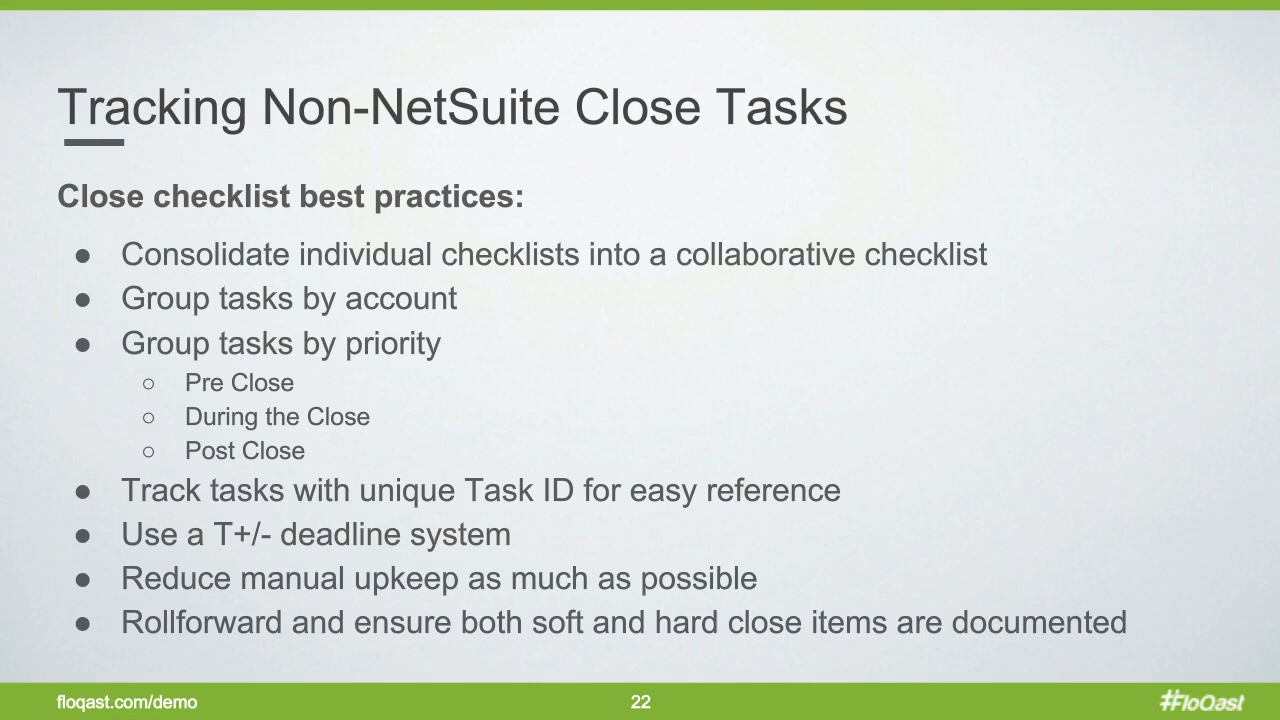 Tracking Non-NetSuite Close Tasks
Close checklist best practices:
● Consolidate individual checklists into a collaborative checklist
● Group tasks by account
● Group tasks by priority
○ Pre Close
○ During the Close
○ Post Close
● Track tasks with unique Task ID for easy reference
● Use a T+/- deadline system
● Reduce manual upkeep as much as possible
● Rollforward and ensure both soft and hard close items are documented
floqast.com/demo
22
#FloQast